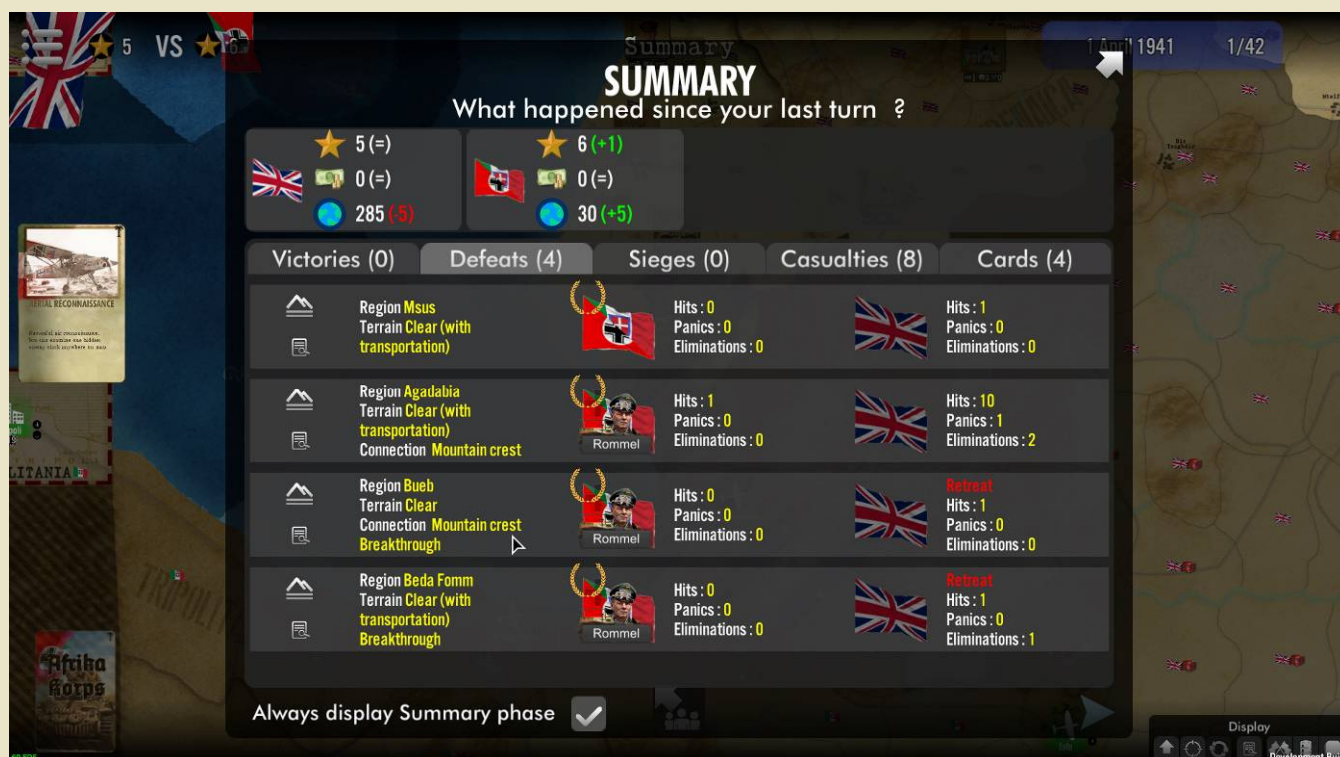 5 VS 6
Summary
1 April 1941 1/42
SUMMARY
What happened since your last turn ?
5 (=)
0 (=)
285 (-5)
6 (+1)
0 (=)
30 (+5)
Victories (0) Defeats (4) Sieges (0) Casualties (8) Cards (4)
Region Msus
Terrain Clear (with
transportation)
Hits : 0
Panics : 0
Eliminations : 0
Hits : 1
Panics : 0
Eliminations : 0
Region Agadabia
Terrain Clear (with
transportation)
Connection Mountain crest
Rommel
Hits : 1
Panics : 0
Eliminations : 0
Hits : 10
Panics : 1
Eliminations : 2
Region Bueb
Terrain Clear
Connection Mountain crest
Breakthrough
Rommel
Hits : 0
Panics : 0
Eliminations : 0
Retreat
Hits : 1
Panics : 0
Eliminations : 0
Region Beda Fomm
Terrain Clear (with
transportation)
Breakthrough
Rommel
Hits : 0
Panics : 0
Eliminations : 0
Retreat
Hits : 1
Panics : 0
Eliminations : 1
Always display Summary phase
AERIAL RECONNAISSANCE
Afrika
Korps
Display